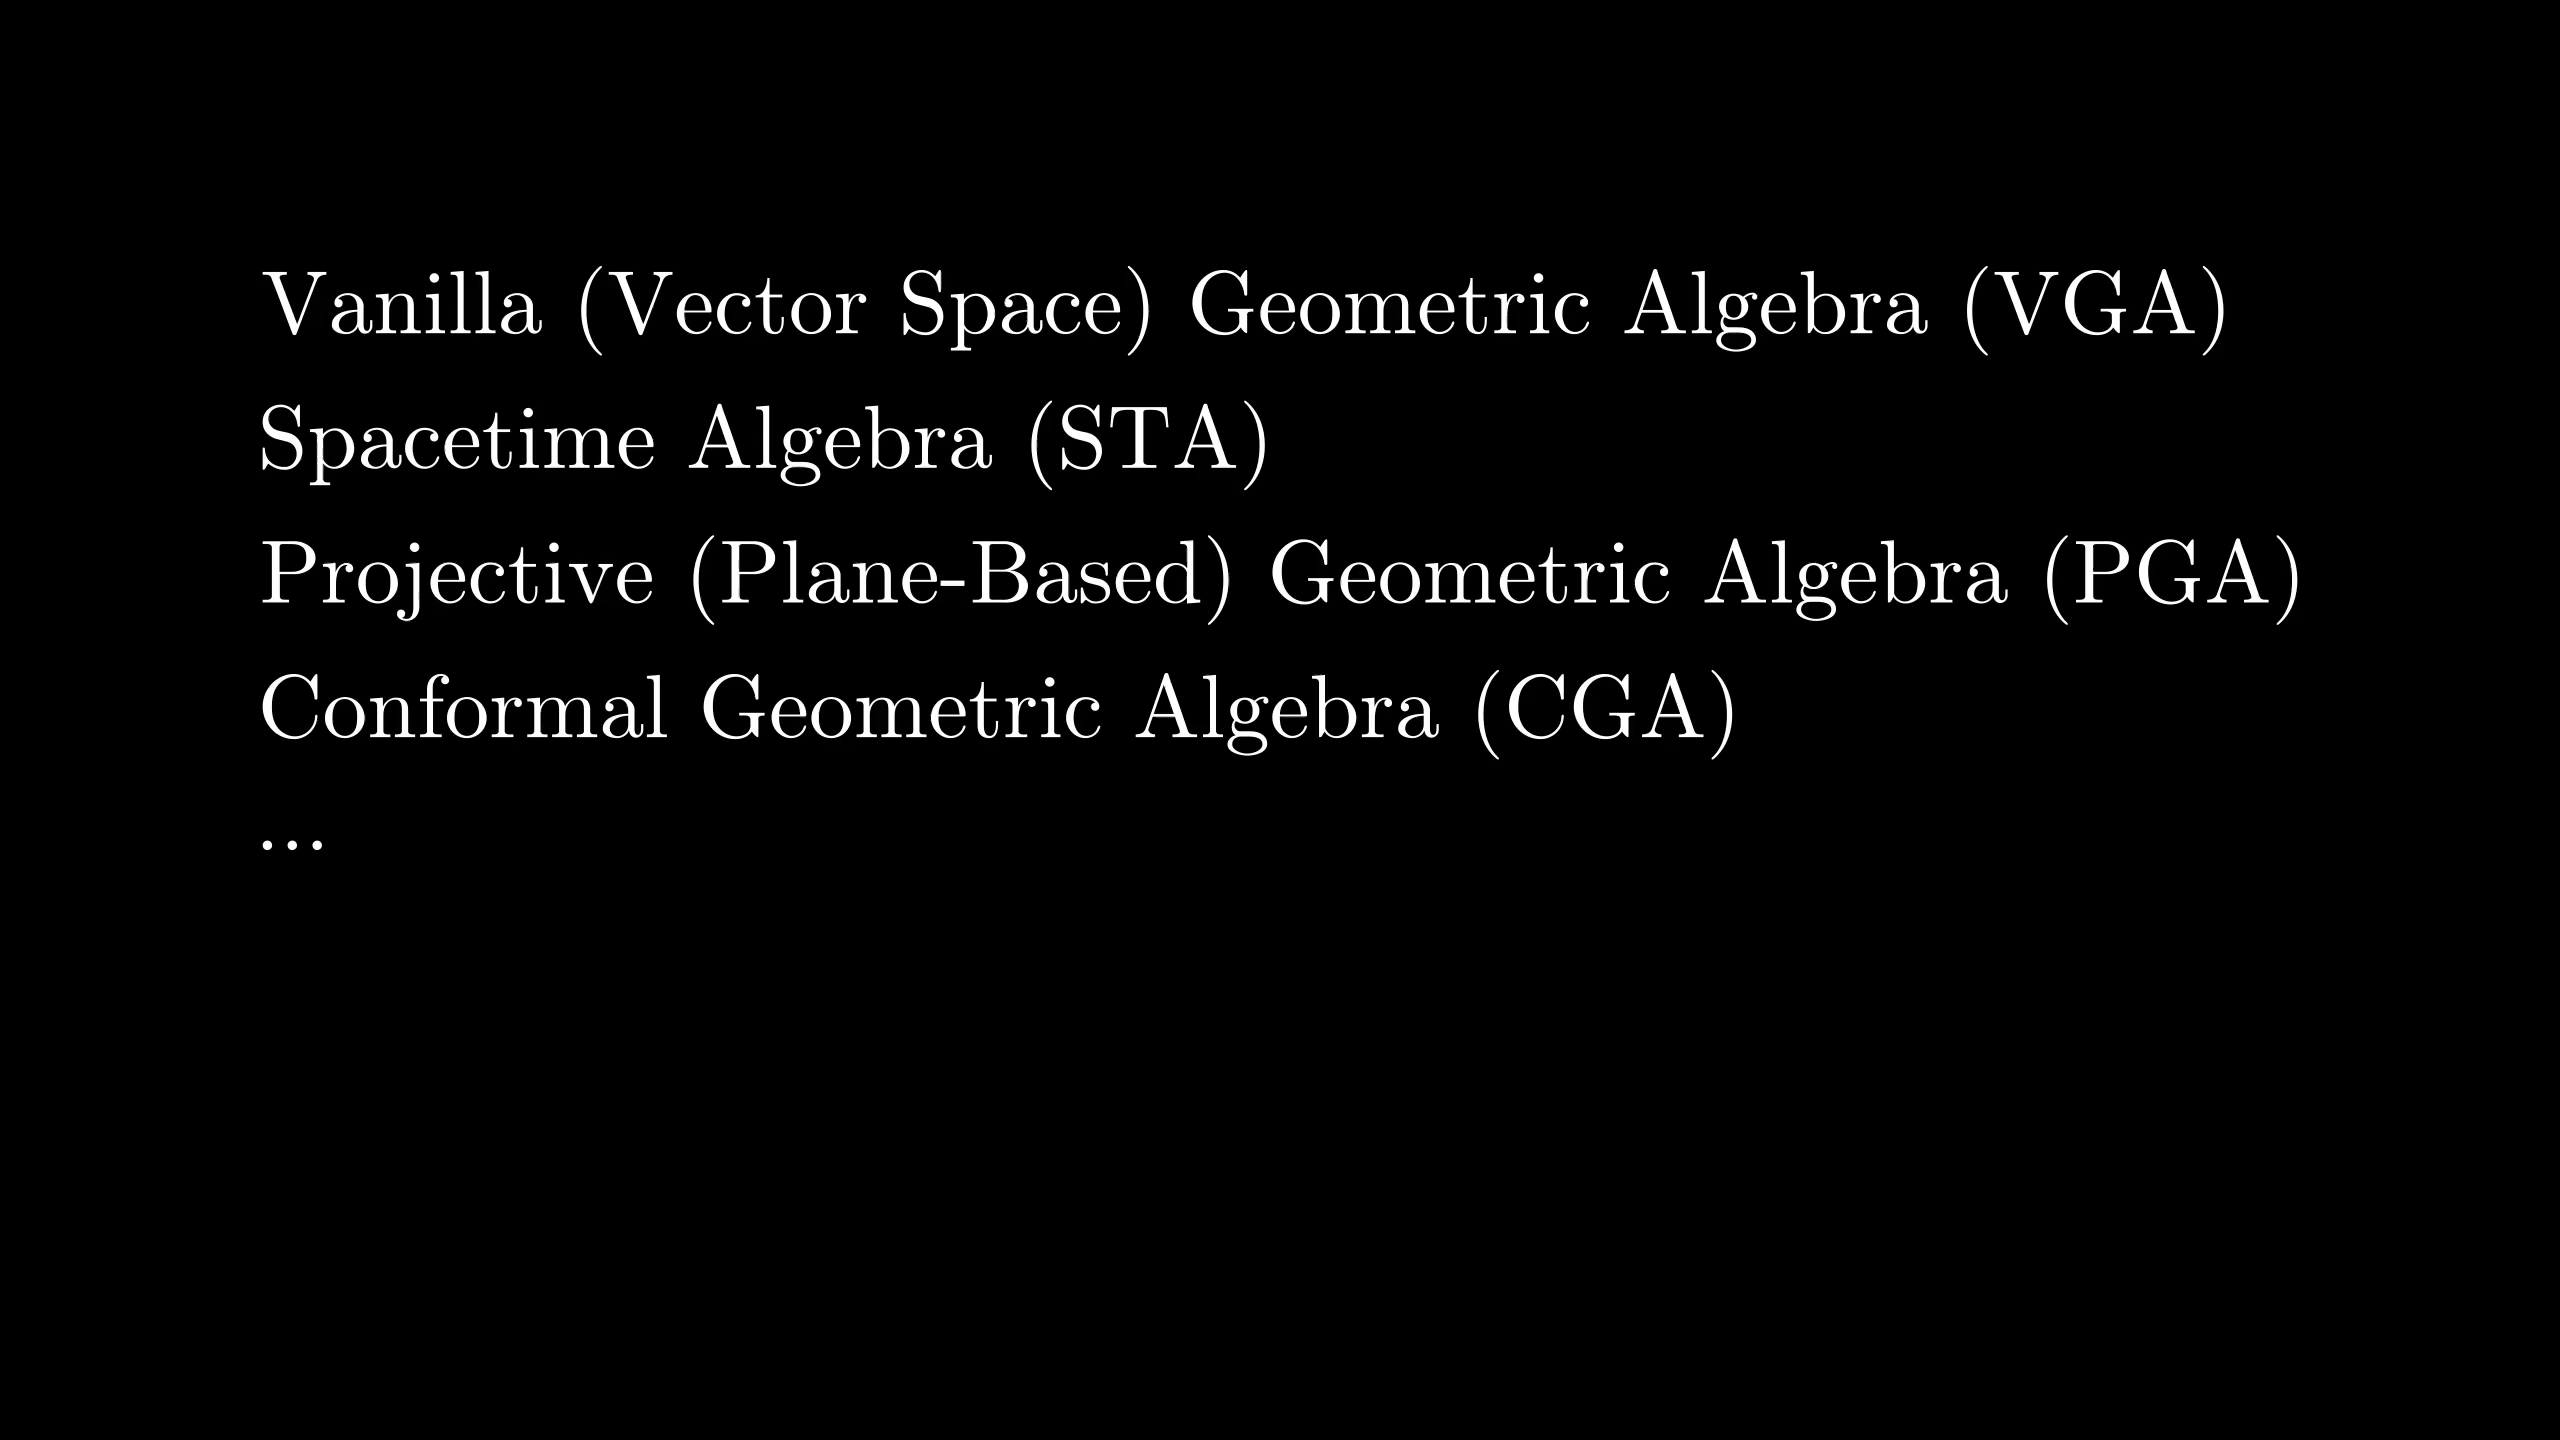 Vanilla (Vector Space) Geometric Algebra (VGA)
Spacetime Algebra (STA)
Projective (Plane-Based) Geometric Algebra (PGA)
Conformal Geometric Algebra (CGA)
...